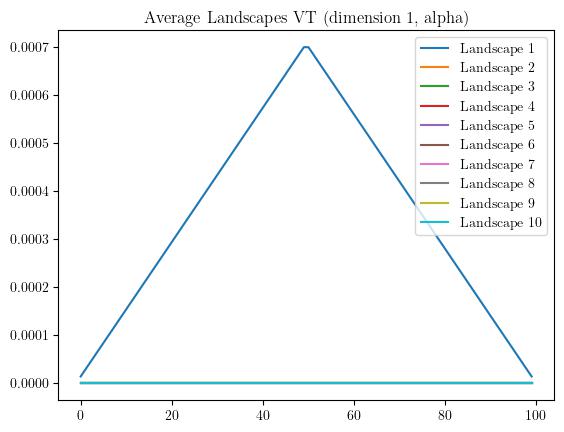 Average Landscapes VT (dimension 1, alpha)
0.0007
0.0006
0.0005
0.0004
0.0003
0.0002
0.0001
0.0000
Landscape 1
Landscape 2
Landscape 3
Landscape 4
Landscape 5
Landscape 6
Landscape 7
Landscape 8
Landscape 9
Landscape 10
0 20 40 60 80 100